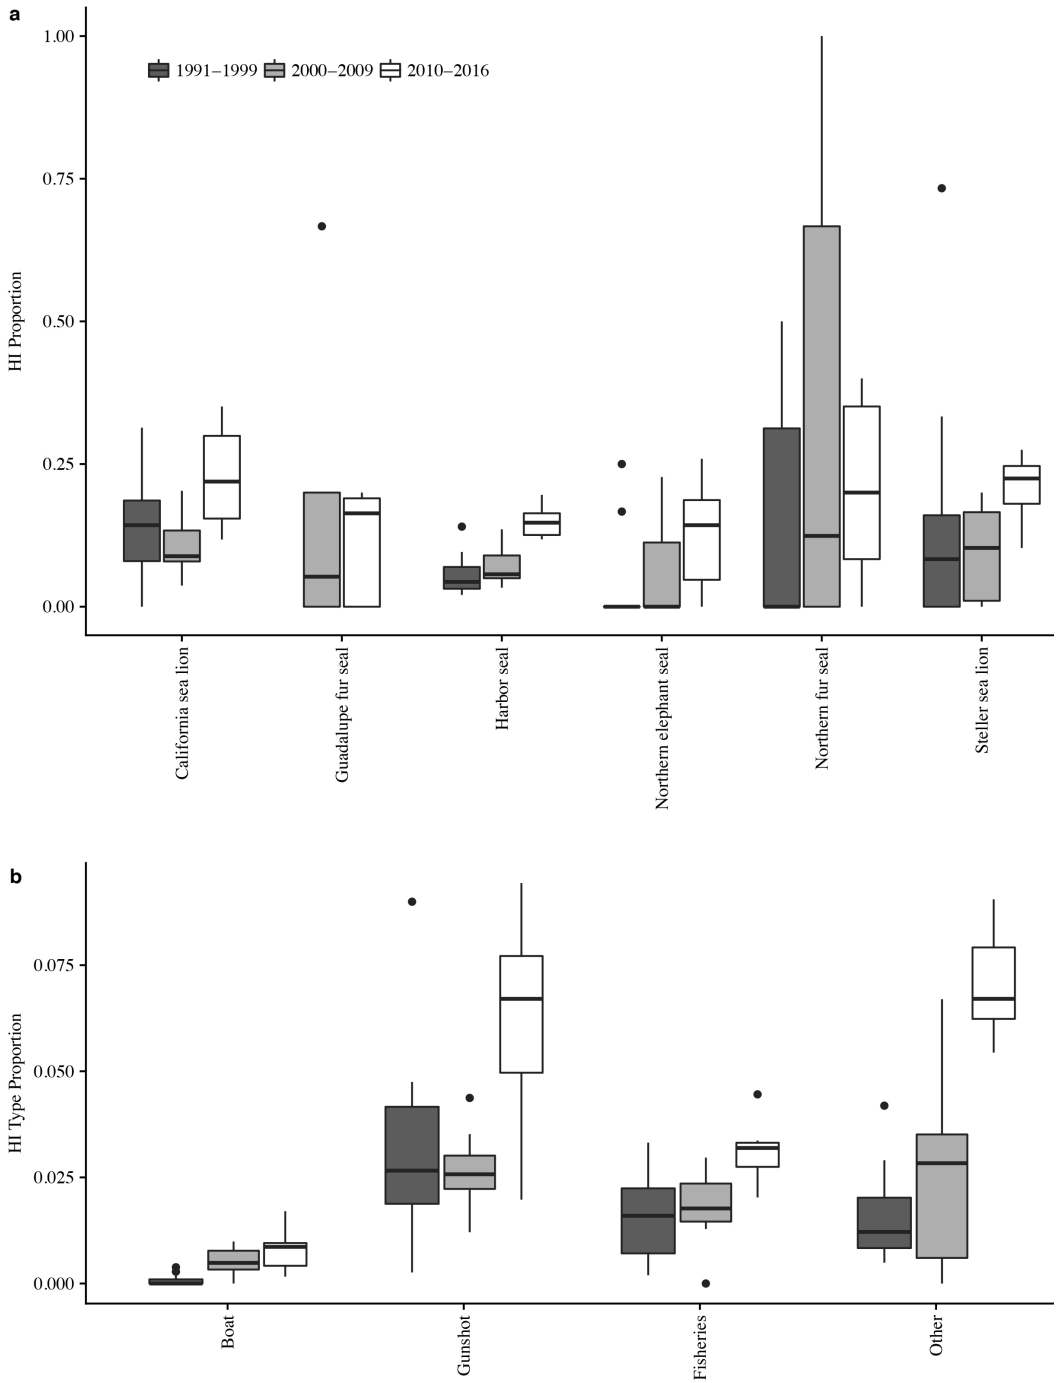 a
1.00
1991–1999 2000–2009 2010–2016
0.75
HI Proportion
0.50
0.25
0.00
California sea lion
Guadalupe fur seal
Harbor seal
Northern elephant seal
Northern fur seal
Steller sea lion
b
0.075
HI Type Proportion
0.050
0.025
0.000
Boat
Gunshot
Fisheries
Other